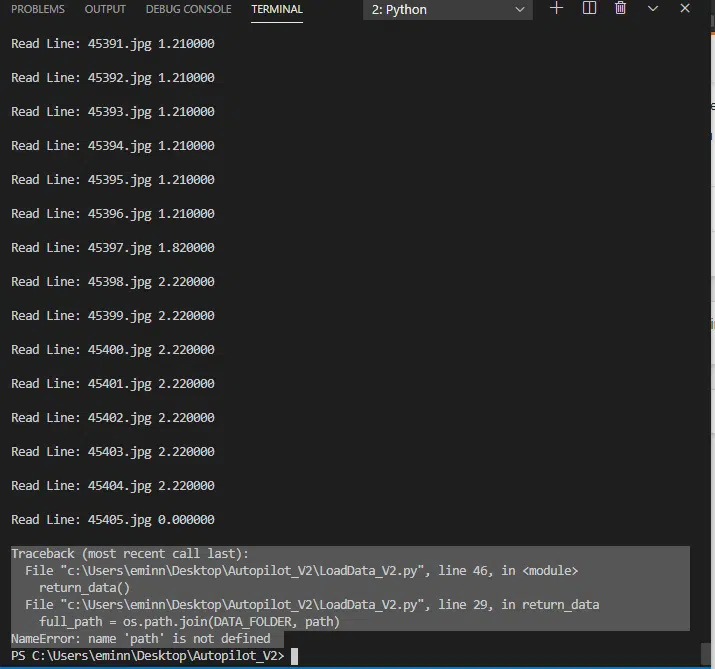 PROBLEMS OUTPUT DEBUG CONSOLE TERMINAL 2: Python
Read Line: 45391.jpg 1.210000
Read Line: 45392.jpg 1.210000
Read Line: 45393.jpg 1.210000
Read Line: 45394.jpg 1.210000
Read Line: 45395.jpg 1.210000
Read Line: 45396.jpg 1.210000
Read Line: 45397.jpg 1.820000
Read Line: 45398.jpg 2.220000
Read Line: 45399.jpg 2.220000
Read Line: 45400.jpg 2.220000
Read Line: 45401.jpg 2.220000
Read Line: 45402.jpg 2.220000
Read Line: 45403.jpg 2.220000
Read Line: 45404.jpg 2.220000
Read Line: 45405.jpg 0.000000
Traceback (most recent call last):
  File "c:\Users\eminn\Desktop\Autopilot_V2\LoadData_V2.py", line 46, in <module>
    return_data()
  File "c:\Users\eminn\Desktop\Autopilot_V2\LoadData_V2.py", line 29, in return_data
    full_path = os.path.join(DATA_FOLDER, path)
NameError: name 'path' is not defined
PS C:\Users\eminn\Desktop\Autopilot_V2>